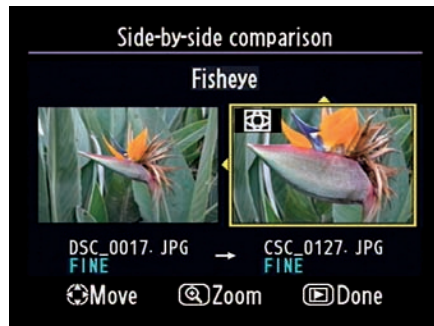 Side-by-side comparison
Fisheye
DSC_0017. JPG → CSC_0127. JPG
FINE FINE
Move Zoom Done